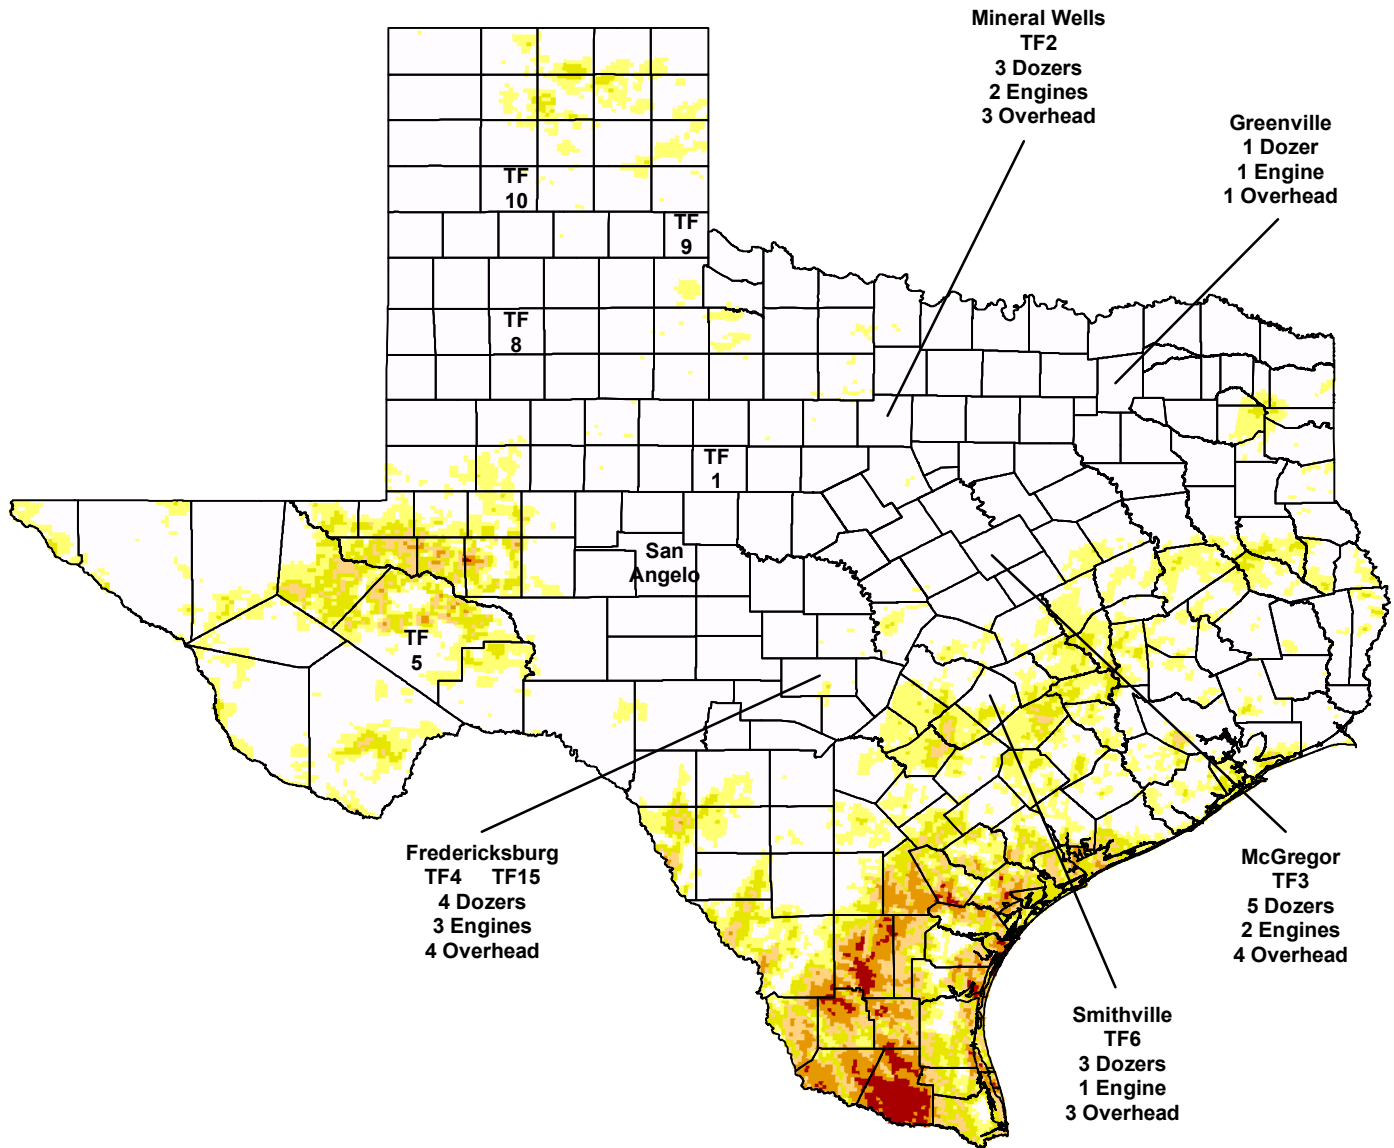 Mineral Wells
TF2
3 Dozers
2 Engines
3 Overhead
Greenville
1 Dozer
1 Engine
1 Overhead
TF
10
TF
9
TF
8
TF
1
San
Angelo
TF
5
Fredericksburg
TF4 TF15
4 Dozers
3 Engines
4 Overhead
McGregor
TF3
5 Dozers
2 Engines
4 Overhead
Smithville
TF6
3 Dozers
1 Engine
3 Overhead